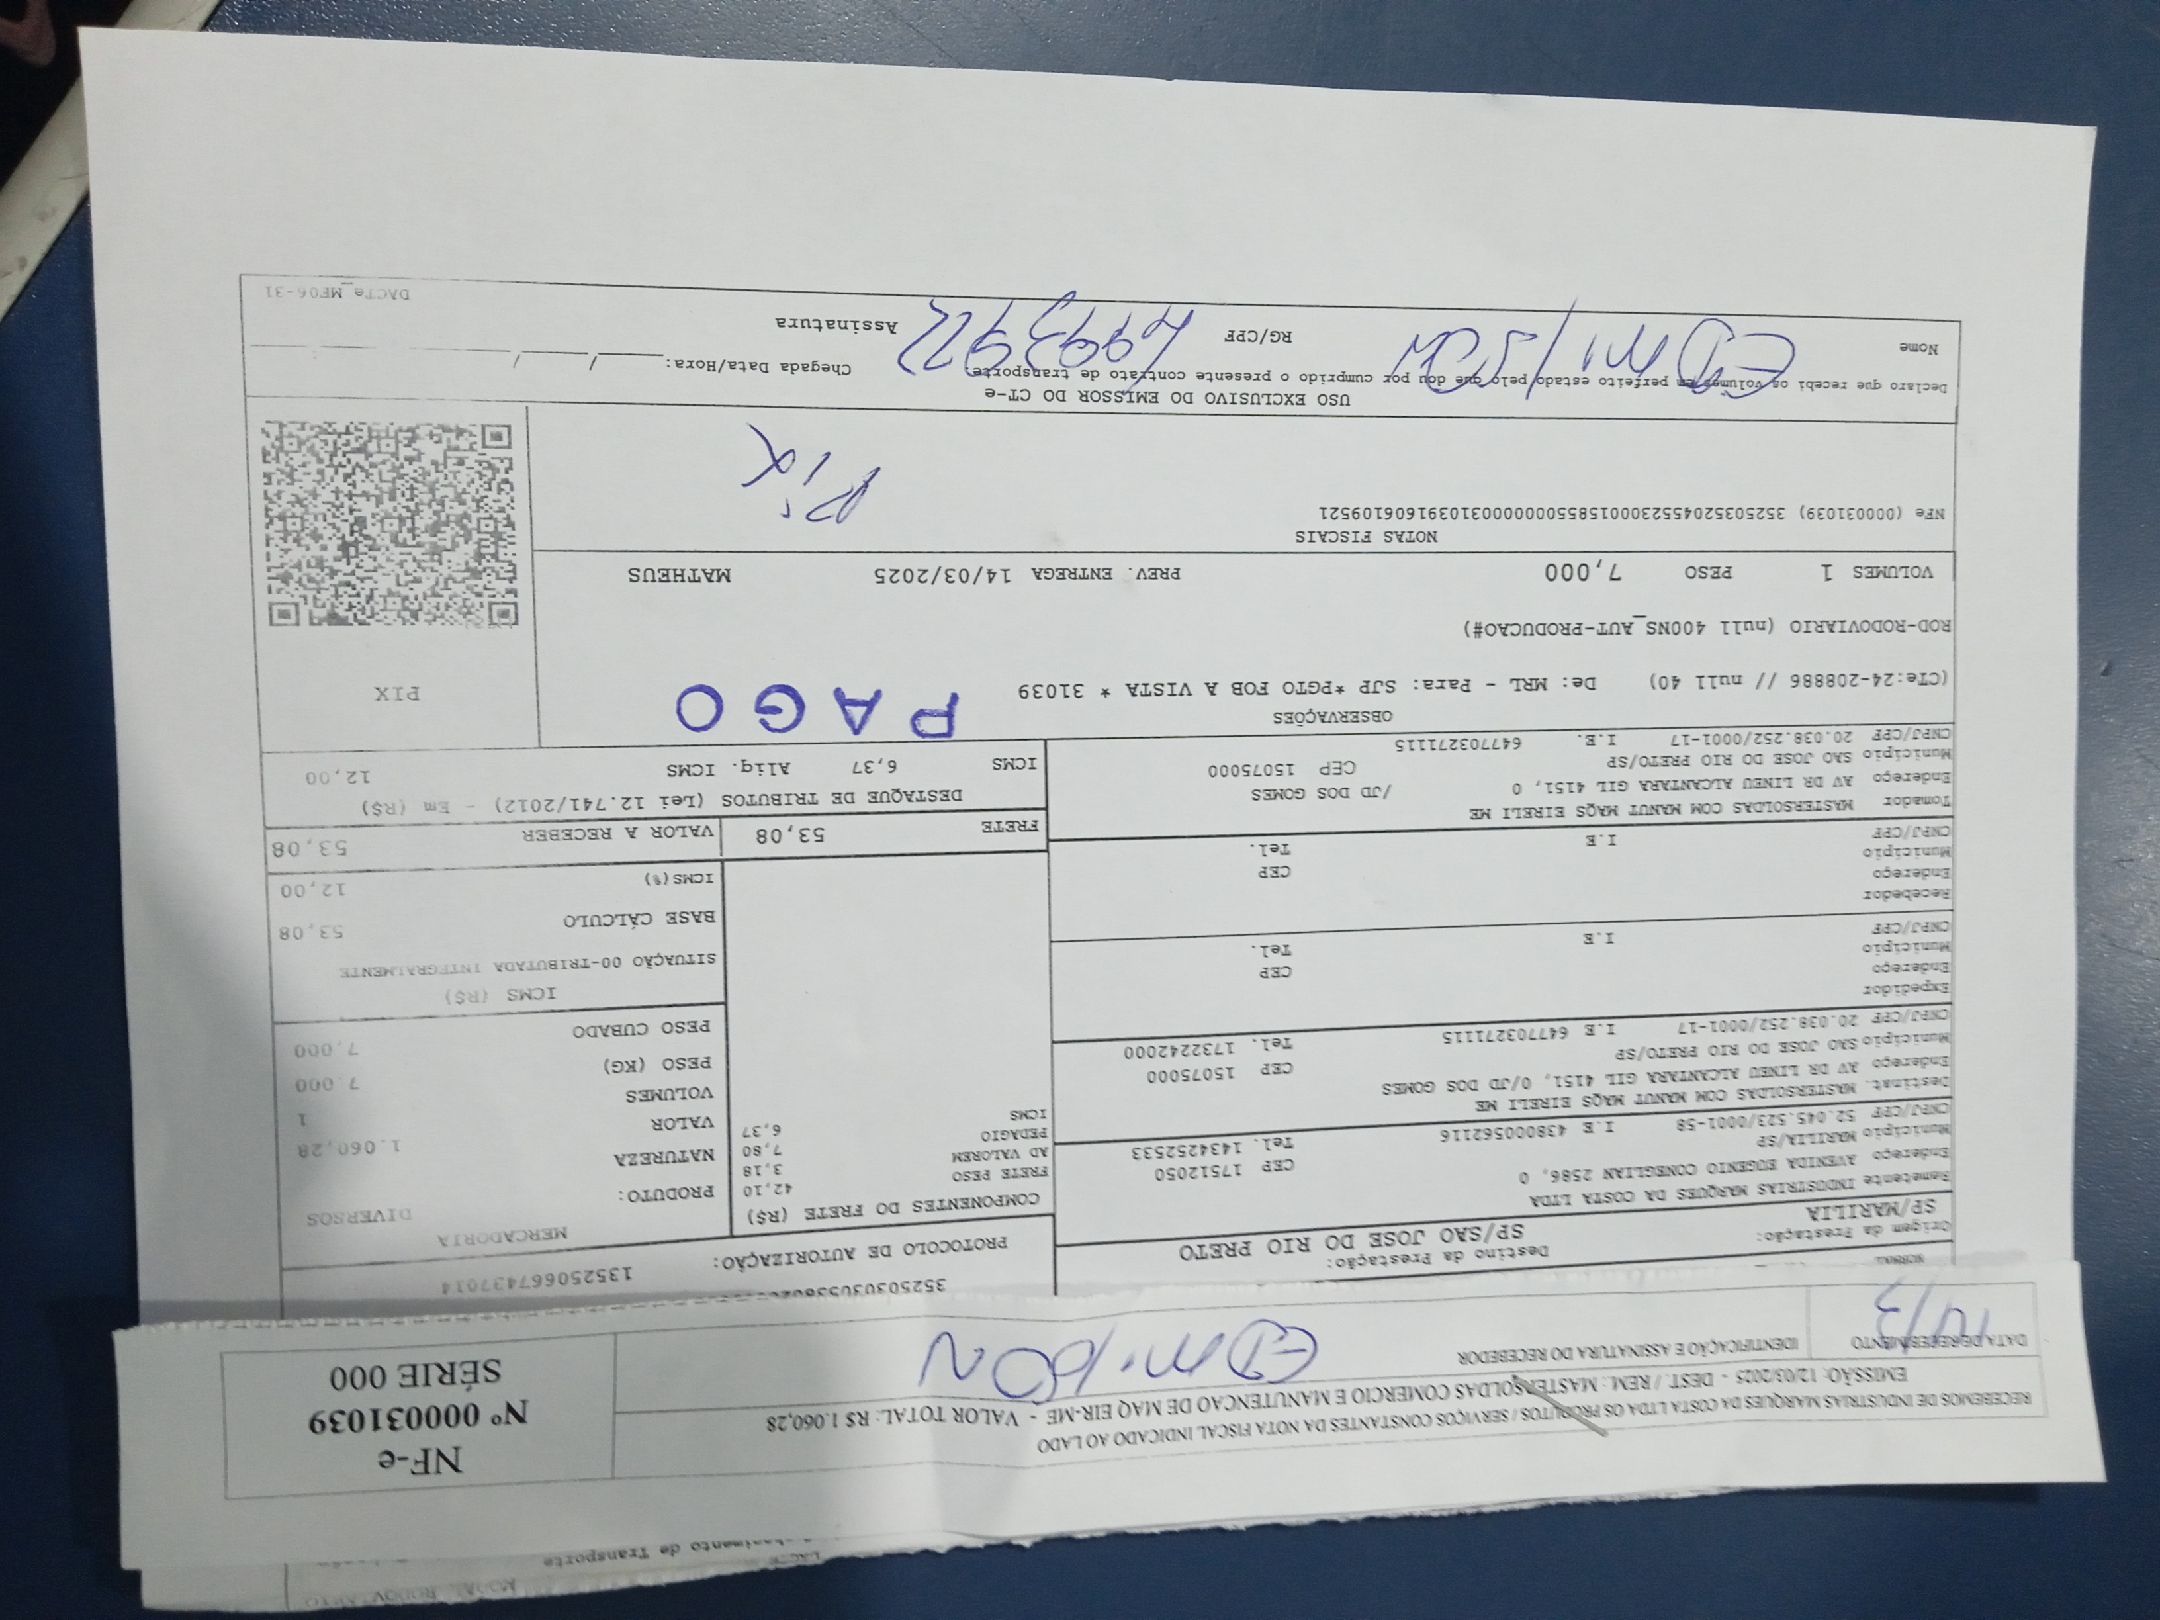 NF-e
Nº 000031039
SÉRIE 000
RECEBEMOS DE INDUSTRIAS MARQUES DA COSTA LTDA OS PRODUTOS / SERVIÇOS CONSTANTES DA NOTA FISCAL INDICADO AO LADO
EMISSÃO: 12/03/2025 - DEST. / REM.: MASTERSOLDAS COMERCIO E MANUTENCAO DE MAQ EIR-ME - VALOR TOTAL: R$ 1.060,28
DATA DE RECEBIMENTO
14/3
IDENTIFICAÇÃO E ASSINATURA DO RECEBEDOR
EDmilSON
PROTOCOLO DE AUTORIZAÇÃO:
135250667437014
Origem da Prestação:
SP/MARILIA
Destino da Prestação:
SP/SAO JOSE DO RIO PRETO
Remetente INDUSTRIAS MARQUES DA COSTA LTDA
Endereço AVENIDA EUGENIO CONEGLIAN 2586, 0
Município MARILIA/SP CEP 17512050
CNPJ/CPF 52.045.523/0001-58 I.E 438000562116 Tel. 1434252533
Destinat. MASTERSOLDAS COM MANUT MAQS EIRELI ME
Endereço AV DR LINEU ALCANTARA GIL 4151, 0/JD DOS GOMES
Município SAO JOSE DO RIO PRETO/SP CEP 15075000
CNPJ/CPF 20.038.252/0001-17 I.E 647703271115 Tel. 1732242000
Expedidor
Endereço
Município CEP
CNPJ/CPF I.E Tel.
Recebedor
Endereço
Município CEP
CNPJ/CPF I.E Tel.
Tomador MASTERSOLDAS COM MANUT MAQS EIRELI ME
Endereço AV DR LINEU ALCANTARA GIL 4151, 0 /JD DOS GOMES
Município SAO JOSE DO RIO PRETO/SP CEP 15075000
CNPJ/CPF 20.038.252/0001-17 I.E. 647703271115
COMPONENTES DO FRETE (R$)
FRETE PESO 42,10
AD VALOREM 3,18
PEDAGIO 7,80
ICMS 6,37
MERCADORIA
PRODUTO: DIVERSOS
NATUREZA
VALOR 1.060,28
VOLUMES 1
PESO (KG) 7.000
PESO CUBADO 7.000
ICMS (R$)
SITUAÇÃO 00-TRIBUTADA INTEGRALMENTE
BASE CÁLCULO 53,08
ICMS(%) 12,00
FRETE 53,08 VALOR A RECEBER 53,08
DESTAQUE DE TRIBUTOS (Lei 12.741/2012) - Em (R$)
ICMS 6,37 Aliq. ICMS 12,00
OBSERVAÇÕES
PAGO
PIX
(CTe:24-208886 // null 40) De: MRL - Para: SJP *PGTO FOB A VISTA * 31039
ROD-RODOVIARIO (null 400NS_AUT-PRODUCAO#)
VOLUMES 1 PESO 7,000 PREV. ENTREGA 14/03/2025 MATHEUS
NOTAS FISCAIS
NFe (000031039) 35250352045523000158550000000310391606109521
Pix
USO EXCLUSIVO DO EMISSOR DO CT-e
Declaro que recebi os volumes em perfeito estado pelo que dou por cumprido o presente contrato de transporte.
Chegada Data/Hora: / /
Nome EDmilSON RG/CPF Assinatura
DACTe_MF06-31